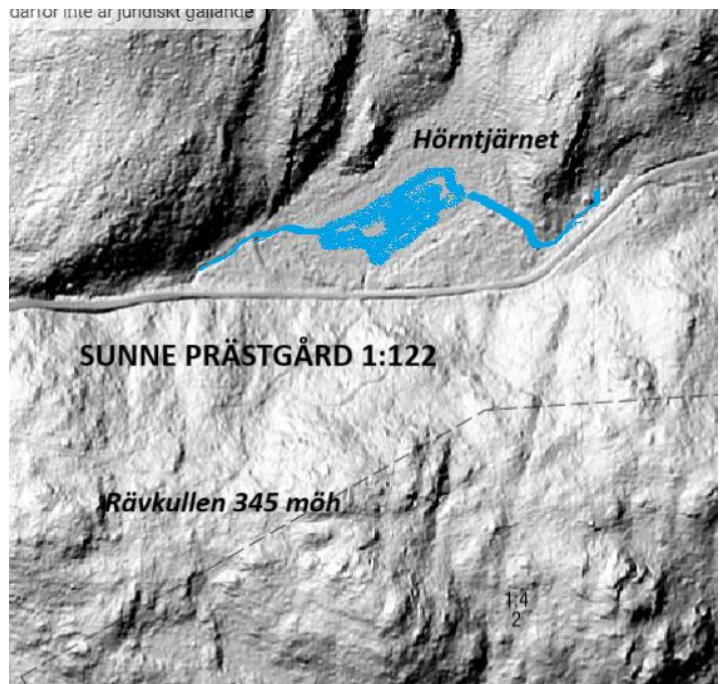 därför inte är juridiskt gällande
Hörntjärnet
SUNNE PRÄSTGÅRD 1:122
Rävkullen 345 möh
1:4
2